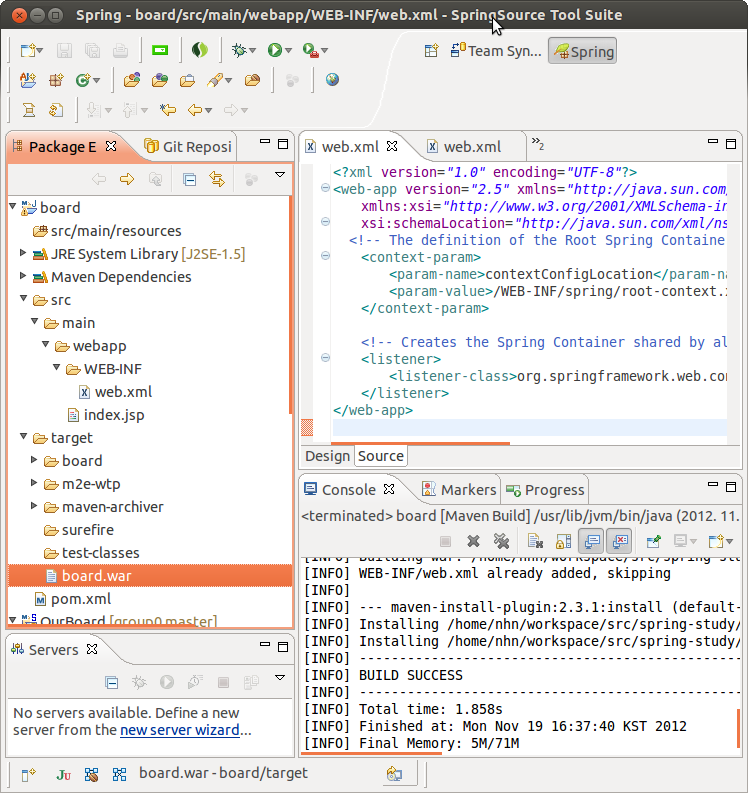 Spring - board/src/main/webapp/WEB-INF/web.xml - SpringSource Tool Suite
Team Syn...
Spring
Package E
Git Reposi
board
src/main/resources
JRE System Library [J2SE-1.5]
Maven Dependencies
src
main
webapp
WEB-INF
web.xml
index.jsp
target
board
m2e-wtp
maven-archiver
surefire
test-classes
board.war
pom.xml
OurBoard [group0 master]
web.xml
web.xml
»2
<?xml version="1.0" encoding="UTF-8"?>
<web-app version="2.5" xmlns="http://java.sun.com/
xmlns:xsi="http://www.w3.org/2001/XMLSchema-in
xsi:schemaLocation="http://java.sun.com/xml/ns
<!-- The definition of the Root Spring Container
<context-param>
<param-name>contextConfigLocation</param-na
<param-value>/WEB-INF/spring/root-context.x
</context-param>
<!-- Creates the Spring Container shared by al
<listener>
<listener-class>org.springframework.web.con
</listener>
</web-app>
Design
Source
Console
Markers
Progress
<terminated> board [Maven Build] /usr/lib/jvm/bin/java (2012. 11.
[INFO] Building war: /home/nhn/workspace/src/spring-stu
[INFO] WEB-INF/web.xml already added, skipping
[INFO]
[INFO] --- maven-install-plugin:2.3.1:install (default-
[INFO] Installing /home/nhn/workspace/src/spring-study/
[INFO] Installing /home/nhn/workspace/src/spring-study/
[INFO] ------------------------------------------------
[INFO] BUILD SUCCESS
[INFO] ------------------------------------------------
[INFO] Total time: 1.858s
[INFO] Finished at: Mon Nov 19 16:37:40 KST 2012
[INFO] Final Memory: 5M/71M
Servers
No servers available. Define a new
server from the new server wizard...
JU
board.war - board/target